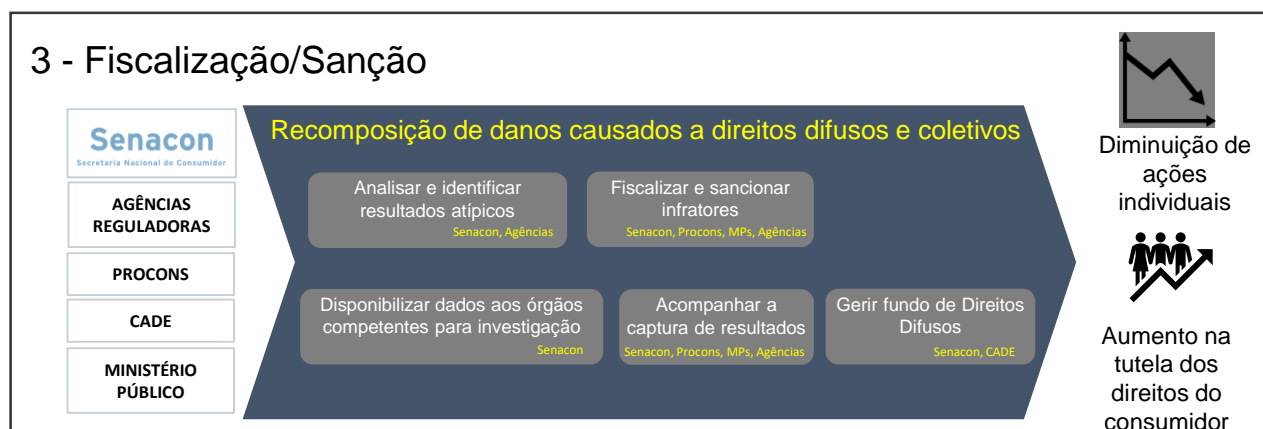 3 - Fiscalização/Sanção
Senacon
Secretaria Nacional do Consumidor
AGÊNCIAS
REGULADORAS
PROCONS
CADE
MINISTÉRIO
PÚBLICO
Recomposição de danos causados a direitos difusos e coletivos
Analisar e identificar
resultados atípicos
Senacon, Agências
Fiscalizar e sancionar
infratores
Senacon, Procons, MPs, Agências
Disponibilizar dados aos órgãos
competentes para investigação
Senacon
Acompanhar a
captura de resultados
Senacon, Procons, MPs, Agências
Gerir fundo de Direitos
Difusos
Senacon, CADE
Diminuição de
ações
individuais
Aumento na
tutela dos
direitos do
consumidor